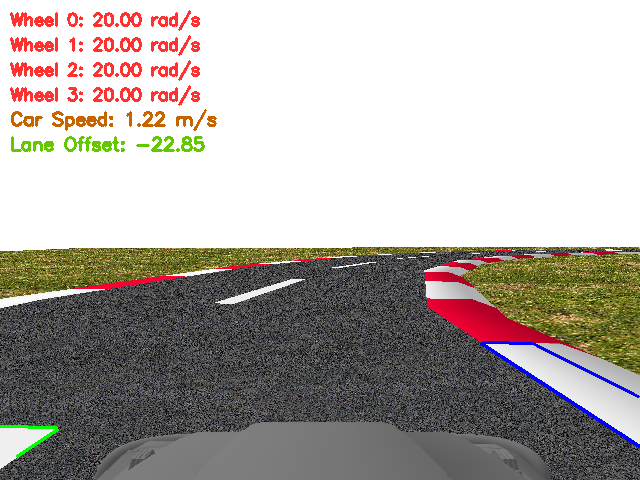 Wheel 0: 20.00 rad/s
Wheel 1: 20.00 rad/s
Wheel 2: 20.00 rad/s
Wheel 3: 20.00 rad/s
Car Speed: 1.22 m/s
Lane Offset: -22.85